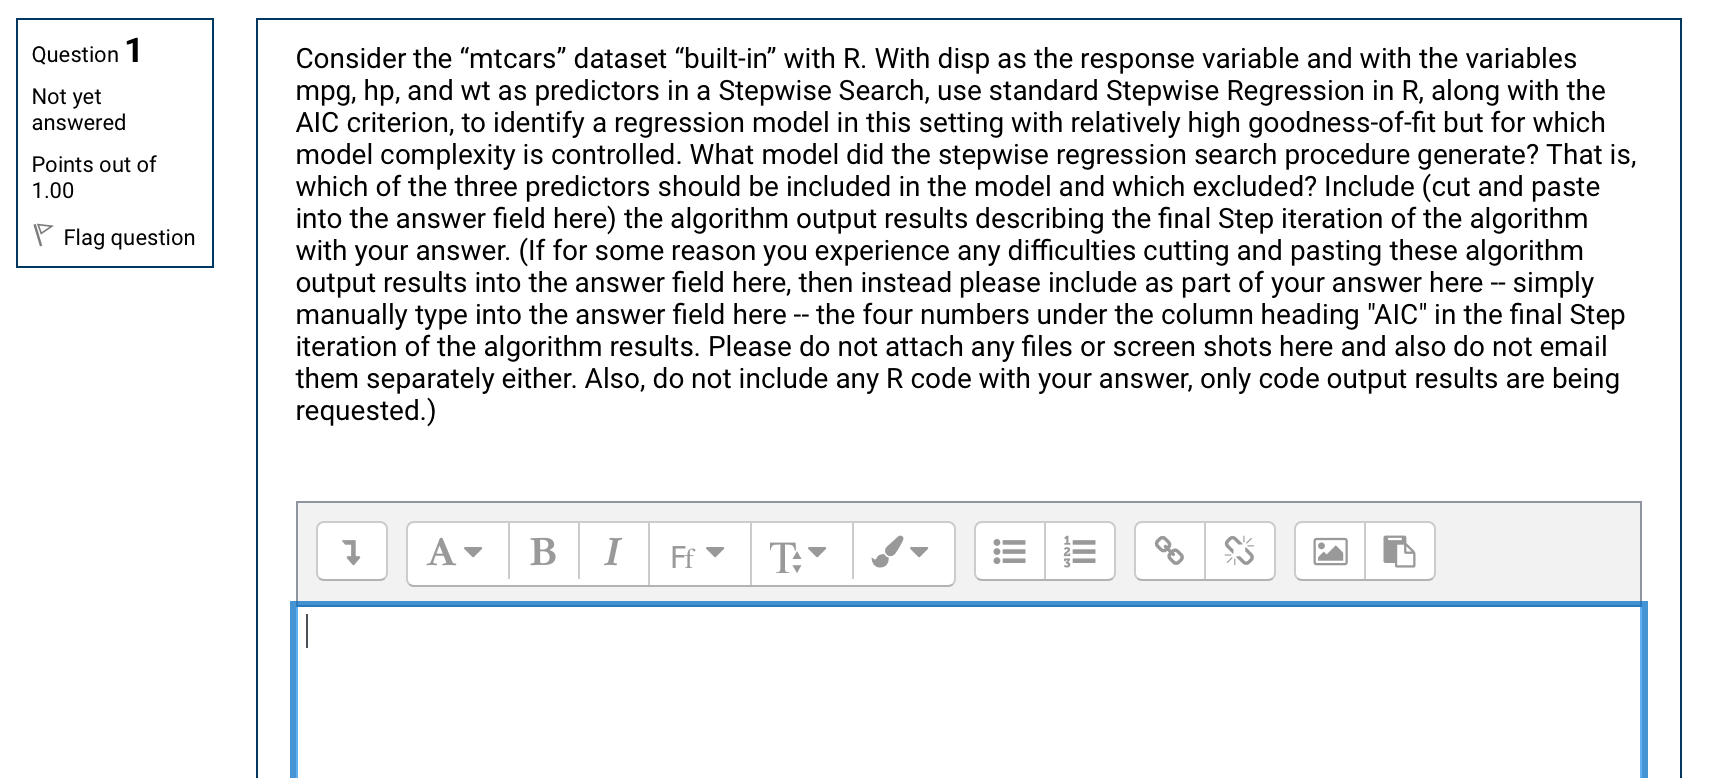 Question 1
Not yet
answered
Points out of
1.00
Flag question
Consider the “mtcars” dataset “built-in” with R. With disp as the response variable and with the variables
mpg, hp, and wt as predictors in a Stepwise Search, use standard Stepwise Regression in R, along with the
AIC criterion, to identify a regression model in this setting with relatively high goodness-of-fit but for which
model complexity is controlled. What model did the stepwise regression search procedure generate? That is,
which of the three predictors should be included in the model and which excluded? Include (cut and paste
into the answer field here) the algorithm output results describing the final Step iteration of the algorithm
with your answer. (If for some reason you experience any difficulties cutting and pasting these algorithm
output results into the answer field here, then instead please include as part of your answer here -- simply
manually type into the answer field here -- the four numbers under the column heading "AIC" in the final Step
iteration of the algorithm results. Please do not attach any files or screen shots here and also do not email
them separately either. Also, do not include any R code with your answer, only code output results are being
requested.)
A B I Ff T 1 2 3